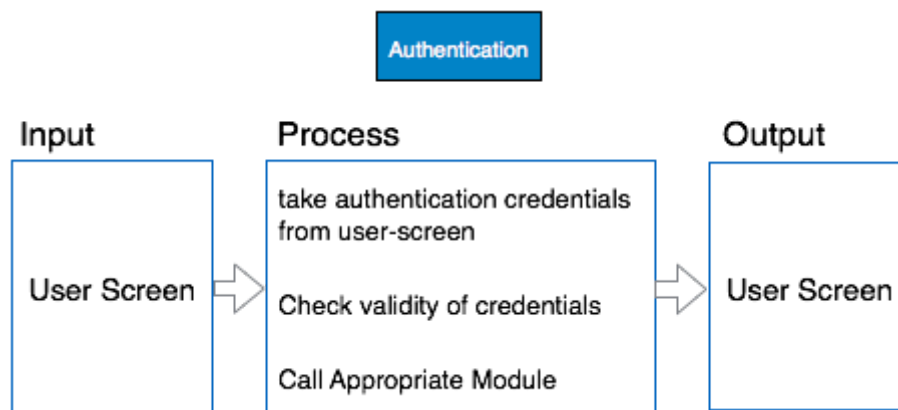 Authentication
Input
Process
Output
User Screen
take authentication credentials
from user-screen
Check validity of credentials
Call Appropriate Module
User Screen